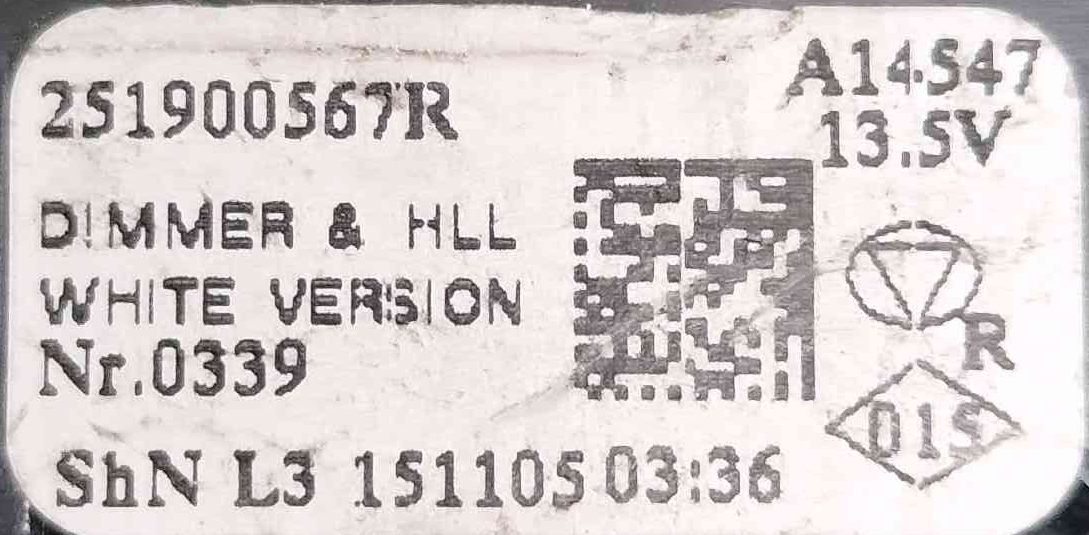 251900567R
A14547
13.5V
DIMMER & HLL
WHITE VERSION
Nr.0339
R
015
ShN L3 151105 03:36